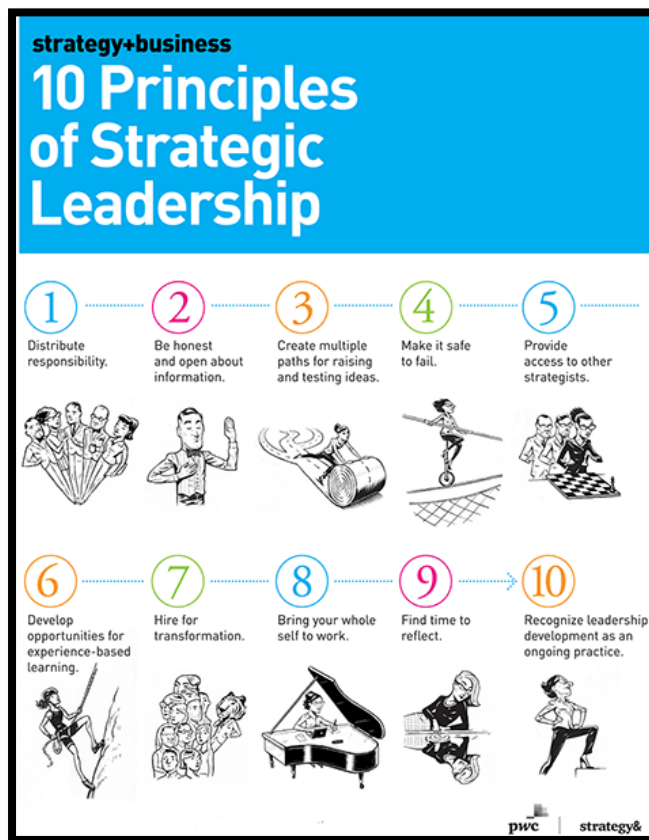 strategy+business
10 Principles
of Strategic
Leadership
1
Distribute
responsibility.
2
Be honest
and open about
information.
3
Create multiple
paths for raising
and testing ideas.
4
Make it safe
to fail.
5
Provide
access to other
strategists.
6
Develop
opportunities for
experience-based
learning.
7
Hire for
transformation.
8
Bring your whole
self to work.
9
Find time to
reflect.
10
Recognize leadership
development as an
ongoing practice.
pwc
strategy&